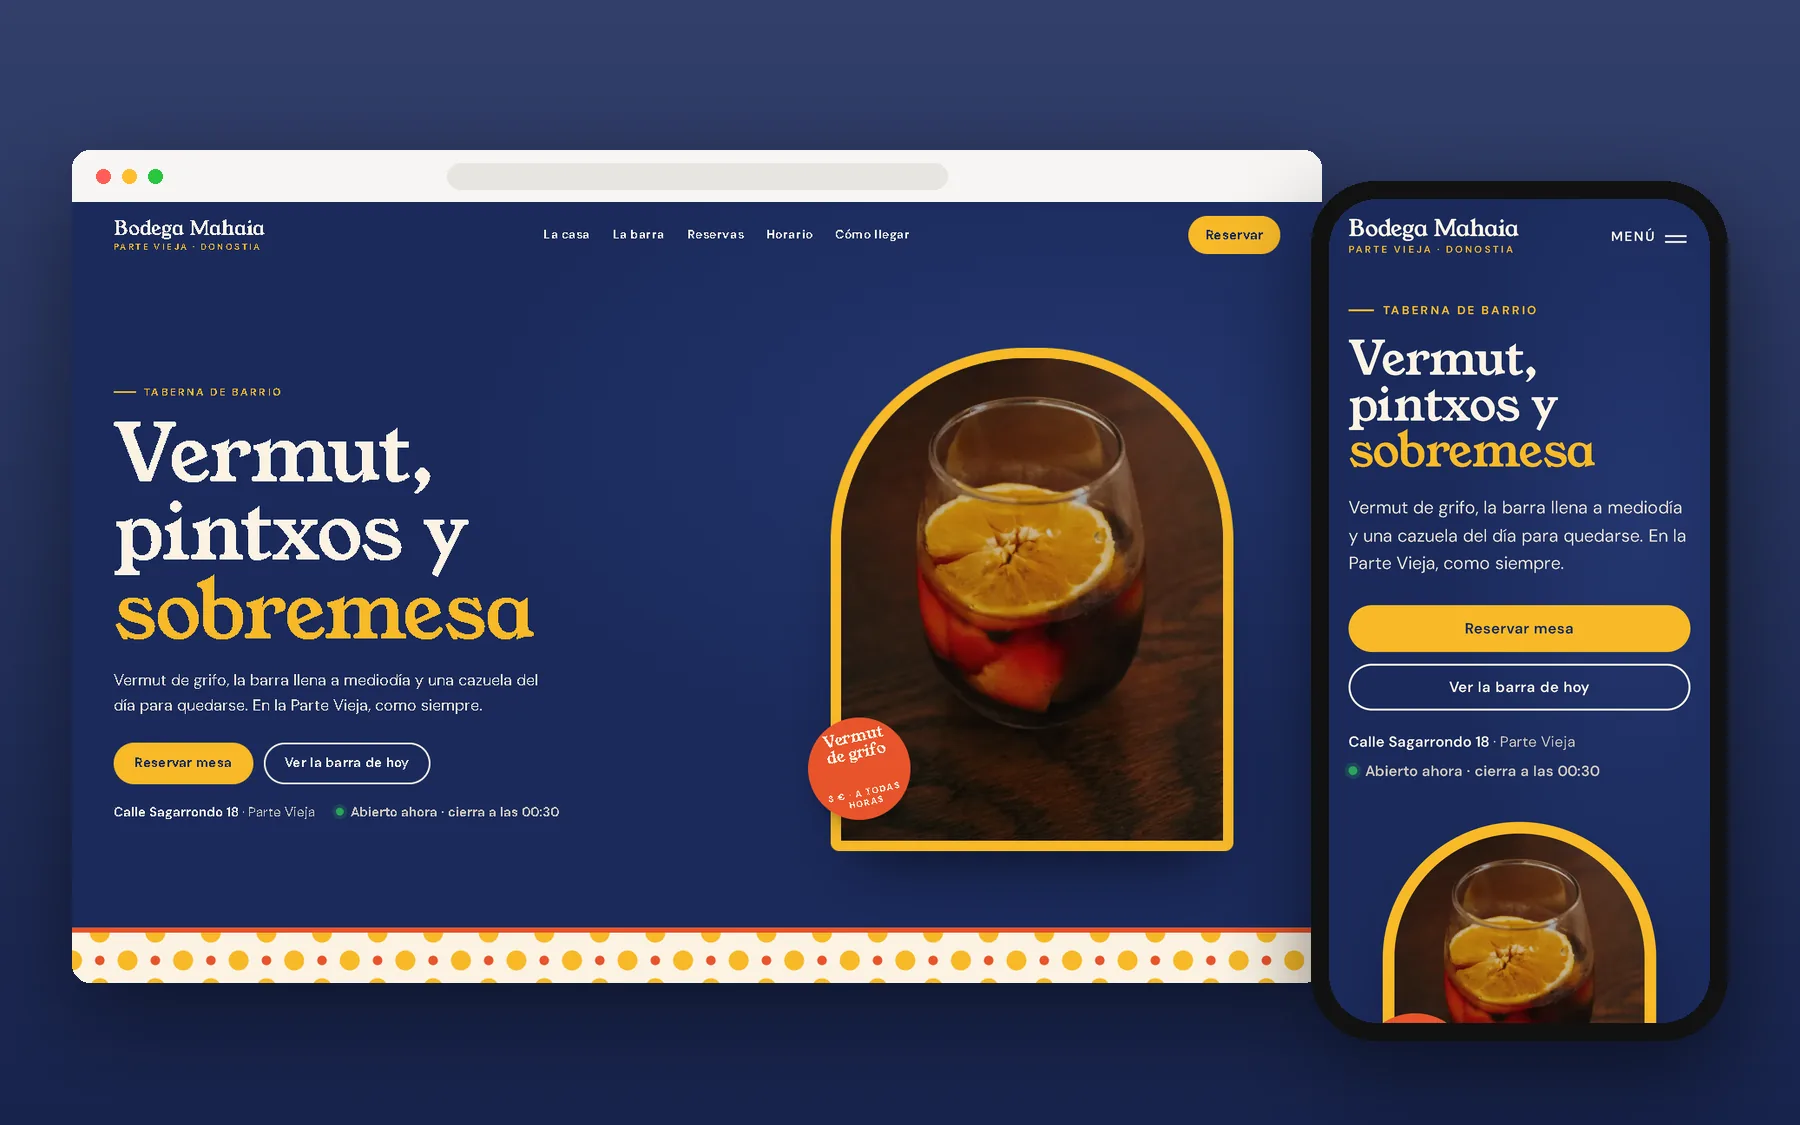 Bodega Mahaia
PARTE VIEJA · DONOSTIA
La casa
La barra
Reservas
Horario
Cómo llegar
Reservar
TABERNA DE BARRIO
Vermut,
pintxos y
sobremesa
Vermut de grifo, la barra llena a mediodía y una cazuela del
día para quedarse. En la Parte Vieja, como siempre.
Reservar mesa
Ver la barra de hoy
Calle Sagarrondo 18 · Parte Vieja
Abierto ahora · cierra a las 00:30
Vermut
de grifo
3 € · A TODAS
HORAS
Bodega Mahaia
PARTE VIEJA · DONOSTIA
MENÚ
TABERNA DE BARRIO
Vermut,
pintxos y
sobremesa
Vermut de grifo, la barra llena a mediodía
y una cazuela del día para quedarse. En la
Parte Vieja, como siempre.
Reservar mesa
Ver la barra de hoy
Calle Sagarrondo 18 · Parte Vieja
Abierto ahora · cierra a las 00:30